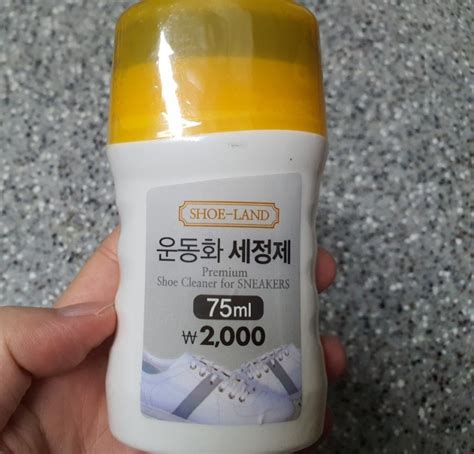 SHOE-LAND
운동화 세정제
Premium
Shoe Cleaner for SNEAKERS
75ml
₩2,000